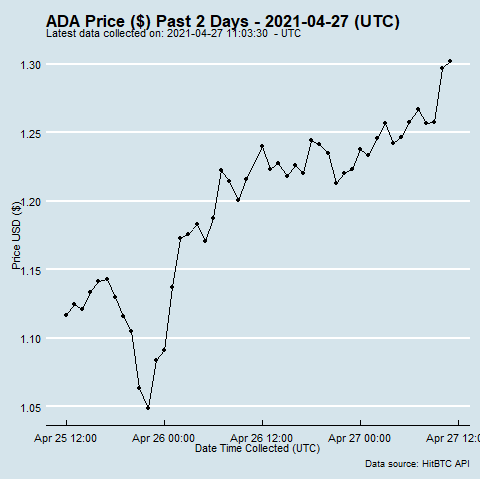 ADA Price ($) Past 2 Days - 2021-04-27 (UTC)
Latest data collected on: 2021-04-27 11:03:30  - UTC
1.30
1.25
1.20
1.15
1.10
1.05
Price USD ($)
Apr 25 12:00 Apr 26 00:00 Apr 26 12:00 Apr 27 00:00 Apr 27 12:00
Date Time Collected (UTC)
Data source: HitBTC API